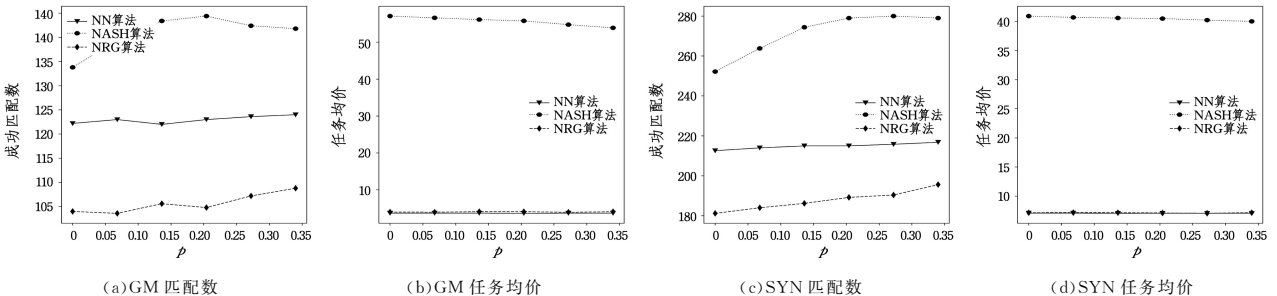 140
140
135
130
125
120
115
110
105
0
0.05
0.10
0.15
0.20
0.25
0.30
0.35
成功匹配数
p
NN算法
NASH算法
NRG算法
(a)GM 匹配数
50
40
30
20
10
0
0.05
0.10
0.15
0.20
0.25
0.30
0.35
任务均价
p
NN算法
NASH算法
NRG算法
(b)GM 任务均价
280
260
240
220
200
180
0
0.05
0.10
0.15
0.20
0.25
0.30
0.35
成功匹配数
p
NN算法
NASH算法
NRG算法
(c)SYN 匹配数
40
35
30
25
20
15
10
0
0.05
0.10
0.15
0.20
0.25
0.30
0.35
任务均价
p
NN算法
NASH算法
NRG算法
(d)SYN 任务均价